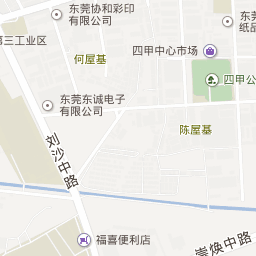 东莞协和彩印
有限公司
东莞
纸品
第三工业区
四甲中心市场
何屋基
四甲公
东莞东诚电子
有限公司
陈屋基
刘沙中路
福喜便利店
崇焕中路